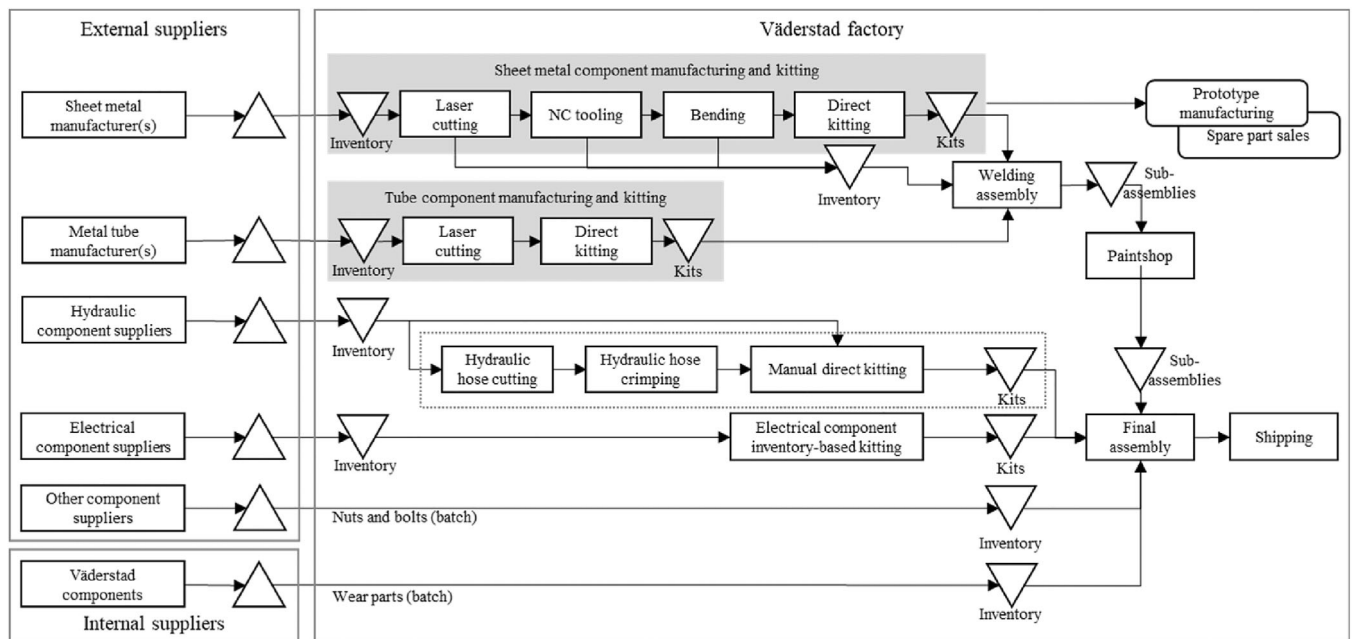 External suppliers
Väderstad factory
Sheet metal component manufacturing and kitting
Sheet metal
manufacturer(s)
Inventory
Laser
cutting
NC tooling
Bending
Direct
kitting
Kits
Prototype
manufacturing
Spare part sales
Inventory
Welding
assembly
Sub-
assemblies
Tube component manufacturing and kitting
Metal tube
manufacturer(s)
Inventory
Laser
cutting
Direct
kitting
Kits
Paintshop
Hydraulic
component suppliers
Inventory
Hydraulic
hose cutting
Hydraulic hose
crimping
Manual direct kitting
Kits
Sub-
assemblies
Electrical
component suppliers
Inventory
Electrical component
inventory-based kitting
Kits
Final
assembly
Shipping
Other component
suppliers
Nuts and bolts (batch)
Inventory
Väderstad
components
Wear parts (batch)
Inventory
Internal suppliers